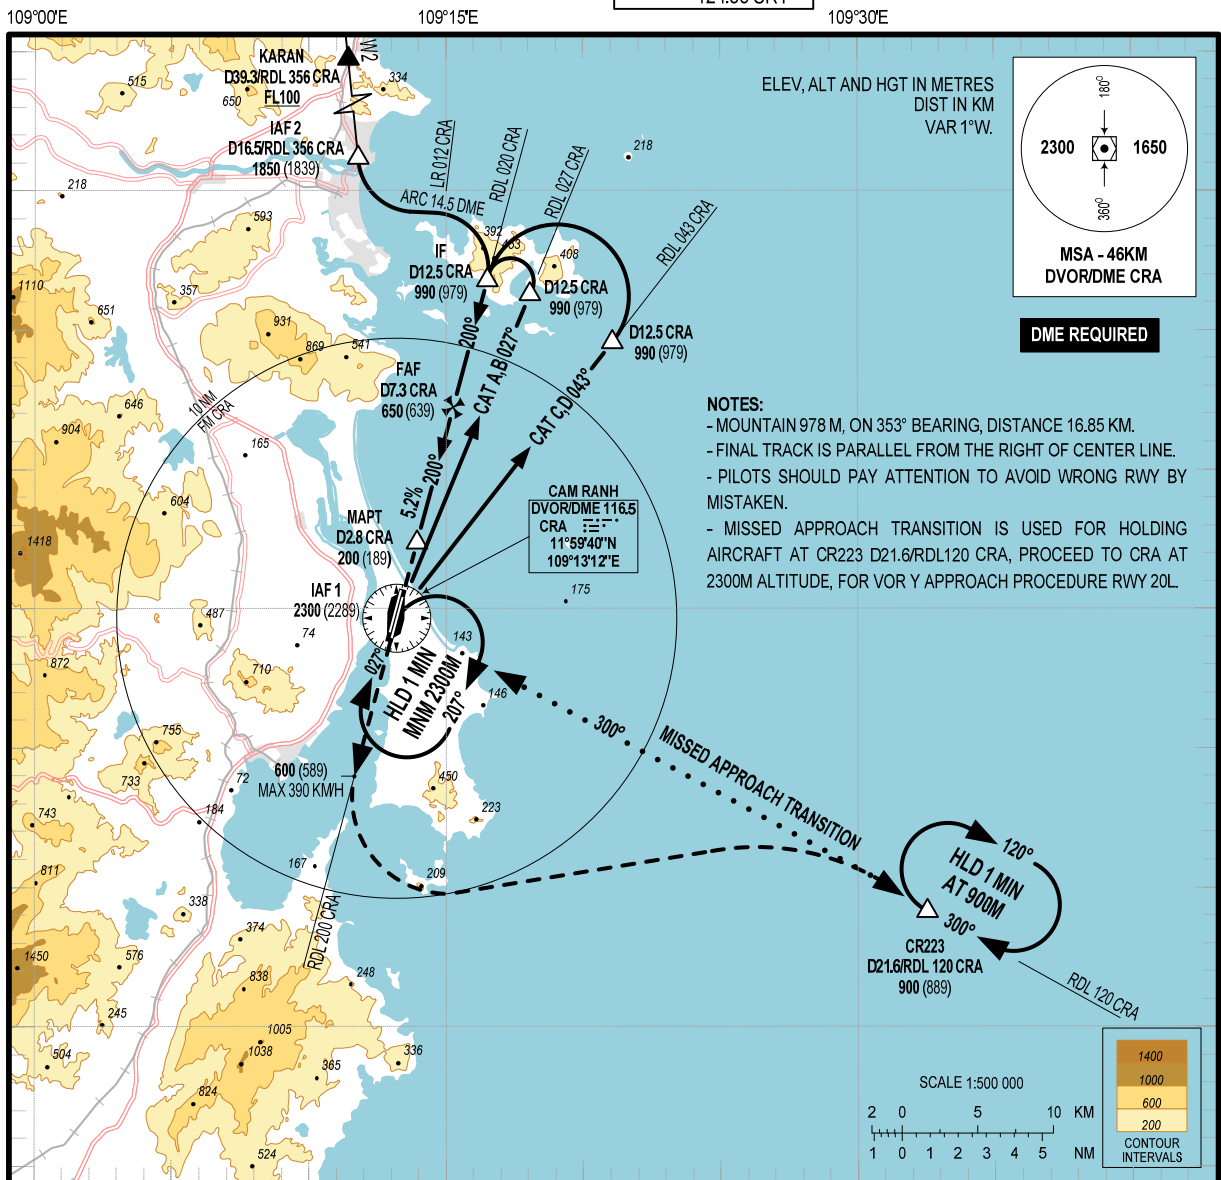 109°00'E
109°15'E
109°30'E
KARAN
D39.3/RDL 356 CRA
FL100
W2
IAF 2
D16.5/RDL 356 CRA
1850 (1839)
515
650
334
218
218
593
LR 012 CRA
RDL 020 CRA
RDL 027 CRA
RDL 043 CRA
ARC 14.5 DME
ELEV, ALT AND HGT IN METRES
DIST IN KM
VAR 1°W.
180°
2300
1650
360°
MSA - 46KM
DVOR/DME CRA
DME REQUIRED
392
433
408
IF
D12.5 CRA
990 (979)
D12.5 CRA
990 (979)
D12.5 CRA
990 (979)
1110
651
357
931
869
541
200°
CAT A,B 027°
CAT C,D 043°
FAF
D7.3 CRA
650 (639)
10 NM
FM CRA
646
904
165
604
1418
NOTES:
- MOUNTAIN 978 M, ON 353° BEARING, DISTANCE 16.85 KM.
- FINAL TRACK IS PARALLEL FROM THE RIGHT OF CENTER LINE.
- PILOTS SHOULD PAY ATTENTION TO AVOID WRONG RWY BY
MISTAKEN.
- MISSED APPROACH TRANSITION IS USED FOR HOLDING
AIRCRAFT AT CR223 D21.6/RDL120 CRA, PROCEED TO CRA AT
2300M ALTITUDE, FOR VOR Y APPROACH PROCEDURE RWY 20L.
5.2%
200°
CAM RANH
DVOR/DME 116.5
CRA
11°59'40"N
109°13'12"E
MAPT
D2.8 CRA
200 (189)
IAF 1
2300 (2289)
175
487
74
143
872
710
146
027°
HLD 1 MIN
MNM 2300M
207°
300°
MISSED APPROACH TRANSITION
755
733
72
600 (589)
MAX 390 KM/H
450
223
743
184
167
811
209
RDL 200 CRA
120°
HLD 1 MIN
AT 900M
300°
CR223
D21.6/RDL 120 CRA
900 (889)
RDL 120 CRA
338
374
1450
576
838
248
245
1005
504
1038
365
336
824
524
SCALE 1:500 000
2 0 5 10 KM
1 0 1 2 3 4 5 NM
1400
1000
600
200
CONTOUR
INTERVALS